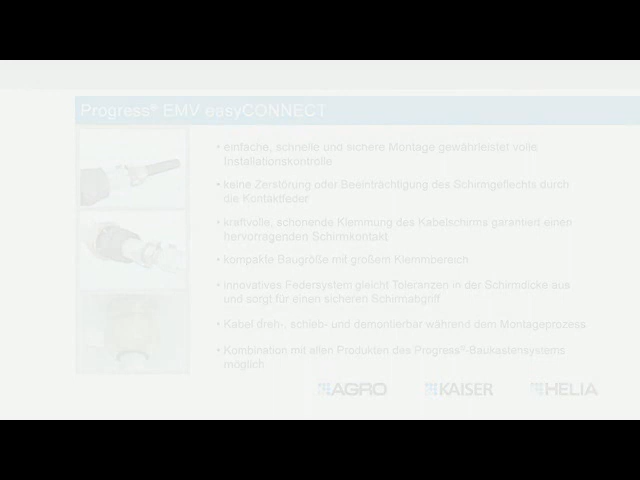 Progress® EMV easyCONNECT
• einfache, schnelle und sichere Montage gewährleistet volle
Installationskontrolle
• keine Zerstörung oder Beeinträchtigung des Schirmgeflechts durch
die Kontaktfeder
• kraftvolle, schonende Klemmung des Kabelschirms garantiert einen
hervorragenden Schirmkontakt
• kompakte Baugröße mit großem Klemmbereich
• innovatives Federsystem gleicht Toleranzen in der Schirmdicke aus
und sorgt für einen sicheren Schirmabgriff
• Kabel dreh-, schieb- und demontierbar während dem Montageprozess
• Kombination mit allen Produkten des Progress®-Baukastensystems
möglich
AGRO KAISER HELIA